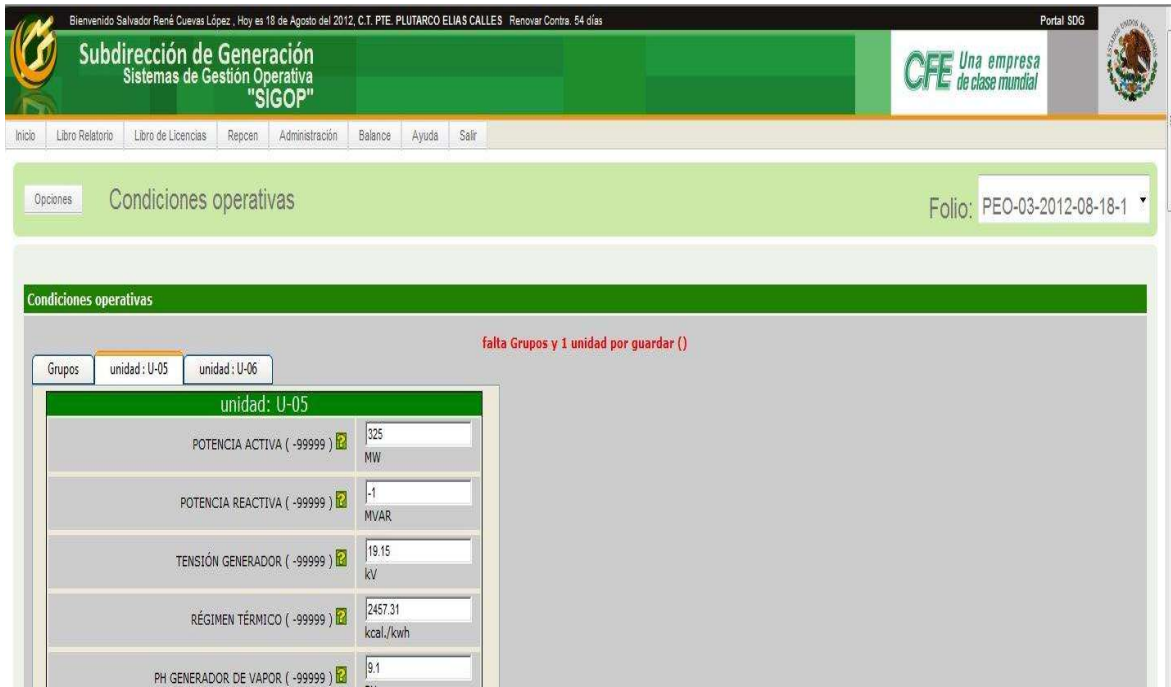 Bienvenido Salvador René Cuevas López , Hoy es 18 de Agosto del 2012, C.T. PTE. PLUTARCO ELIAS CALLES Renovar Contra. 54 días
Portal SDG
Subdirección de Generación
Sistemas de Gestión Operativa
"SIGOP"
CFE Una empresa
de clase mundial
Inicio Libro Relatorio Libro de Licencias Repcen Administración Balance Ayuda Salir
Opciones Condiciones operativas Folio: PEO-03-2012-08-18-1
Condiciones operativas
falta Grupos y 1 unidad por guardar ()
Grupos unidad : U-05 unidad : U-06
unidad: U-05
POTENCIA ACTIVA ( -99999 ) 325
MW
POTENCIA REACTIVA ( -99999 ) -1
MVAR
TENSIÓN GENERADOR ( -99999 ) 19.15
kV
RÉGIMEN TÉRMICO ( -99999 ) 2457.31
kcal./kwh
PH GENERADOR DE VAPOR ( -99999 ) 9.1